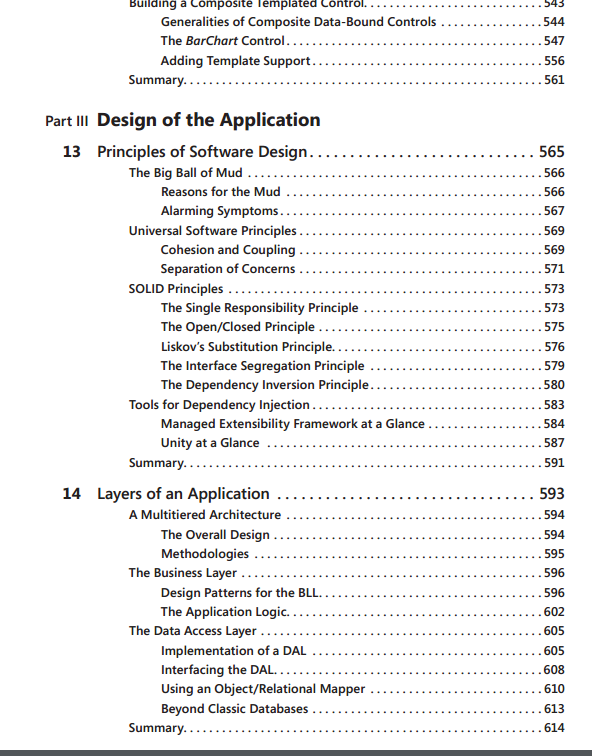 Building a Composite Templated Control. . . . . . . . . . . . . . . . . . . . . . . . . . . . 543
Generalities of Composite Data-Bound Controls . . . . . . . . . . . . . . . . . 544
The BarChart Control. . . . . . . . . . . . . . . . . . . . . . . . . . . . . . . . . . . . . . . . 547
Adding Template Support. . . . . . . . . . . . . . . . . . . . . . . . . . . . . . . . . . . . 556
Summary. . . . . . . . . . . . . . . . . . . . . . . . . . . . . . . . . . . . . . . . . . . . . . . . . . . . . . 561
Part III Design of the Application
13 Principles of Software Design. . . . . . . . . . . . . . . . . . . . . . . . . . . 565
The Big Ball of Mud . . . . . . . . . . . . . . . . . . . . . . . . . . . . . . . . . . . . . . . . . . . . 566
Reasons for the Mud . . . . . . . . . . . . . . . . . . . . . . . . . . . . . . . . . . . . . . . 566
Alarming Symptoms. . . . . . . . . . . . . . . . . . . . . . . . . . . . . . . . . . . . . . . . . 567
Universal Software Principles . . . . . . . . . . . . . . . . . . . . . . . . . . . . . . . . . . . . . 569
Cohesion and Coupling . . . . . . . . . . . . . . . . . . . . . . . . . . . . . . . . . . . . . . 569
Separation of Concerns . . . . . . . . . . . . . . . . . . . . . . . . . . . . . . . . . . . . . . 571
SOLID Principles . . . . . . . . . . . . . . . . . . . . . . . . . . . . . . . . . . . . . . . . . . . . . . . . 573
The Single Responsibility Principle . . . . . . . . . . . . . . . . . . . . . . . . . . . . 573
The Open/Closed Principle . . . . . . . . . . . . . . . . . . . . . . . . . . . . . . . . . . . 575
Liskov's Substitution Principle. . . . . . . . . . . . . . . . . . . . . . . . . . . . . . . . . 576
The Interface Segregation Principle . . . . . . . . . . . . . . . . . . . . . . . . . . . 579
The Dependency Inversion Principle. . . . . . . . . . . . . . . . . . . . . . . . . . . 580
Tools for Dependency Injection . . . . . . . . . . . . . . . . . . . . . . . . . . . . . . . . . . . 583
Managed Extensibility Framework at a Glance . . . . . . . . . . . . . . . . . . 584
Unity at a Glance . . . . . . . . . . . . . . . . . . . . . . . . . . . . . . . . . . . . . . . . . . . 587
Summary. . . . . . . . . . . . . . . . . . . . . . . . . . . . . . . . . . . . . . . . . . . . . . . . . . . . . . 591
14 Layers of an Application . . . . . . . . . . . . . . . . . . . . . . . . . . . . . . . 593
A Multitiered Architecture . . . . . . . . . . . . . . . . . . . . . . . . . . . . . . . . . . . . . . . 594
The Overall Design . . . . . . . . . . . . . . . . . . . . . . . . . . . . . . . . . . . . . . . . . . 594
Methodologies . . . . . . . . . . . . . . . . . . . . . . . . . . . . . . . . . . . . . . . . . . . . . 595
The Business Layer . . . . . . . . . . . . . . . . . . . . . . . . . . . . . . . . . . . . . . . . . . . . . . 596
Design Patterns for the BLL. . . . . . . . . . . . . . . . . . . . . . . . . . . . . . . . . . . 596
The Application Logic. . . . . . . . . . . . . . . . . . . . . . . . . . . . . . . . . . . . . . . . 602
The Data Access Layer . . . . . . . . . . . . . . . . . . . . . . . . . . . . . . . . . . . . . . . . . . . 605
Implementation of a DAL . . . . . . . . . . . . . . . . . . . . . . . . . . . . . . . . . . . . 605
Interfacing the DAL. . . . . . . . . . . . . . . . . . . . . . . . . . . . . . . . . . . . . . . . . . 608
Using an Object/Relational Mapper . . . . . . . . . . . . . . . . . . . . . . . . . . . 610
Beyond Classic Databases . . . . . . . . . . . . . . . . . . . . . . . . . . . . . . . . . . . . 613
Summary. . . . . . . . . . . . . . . . . . . . . . . . . . . . . . . . . . . . . . . . . . . . . . . . . . . . . . 614